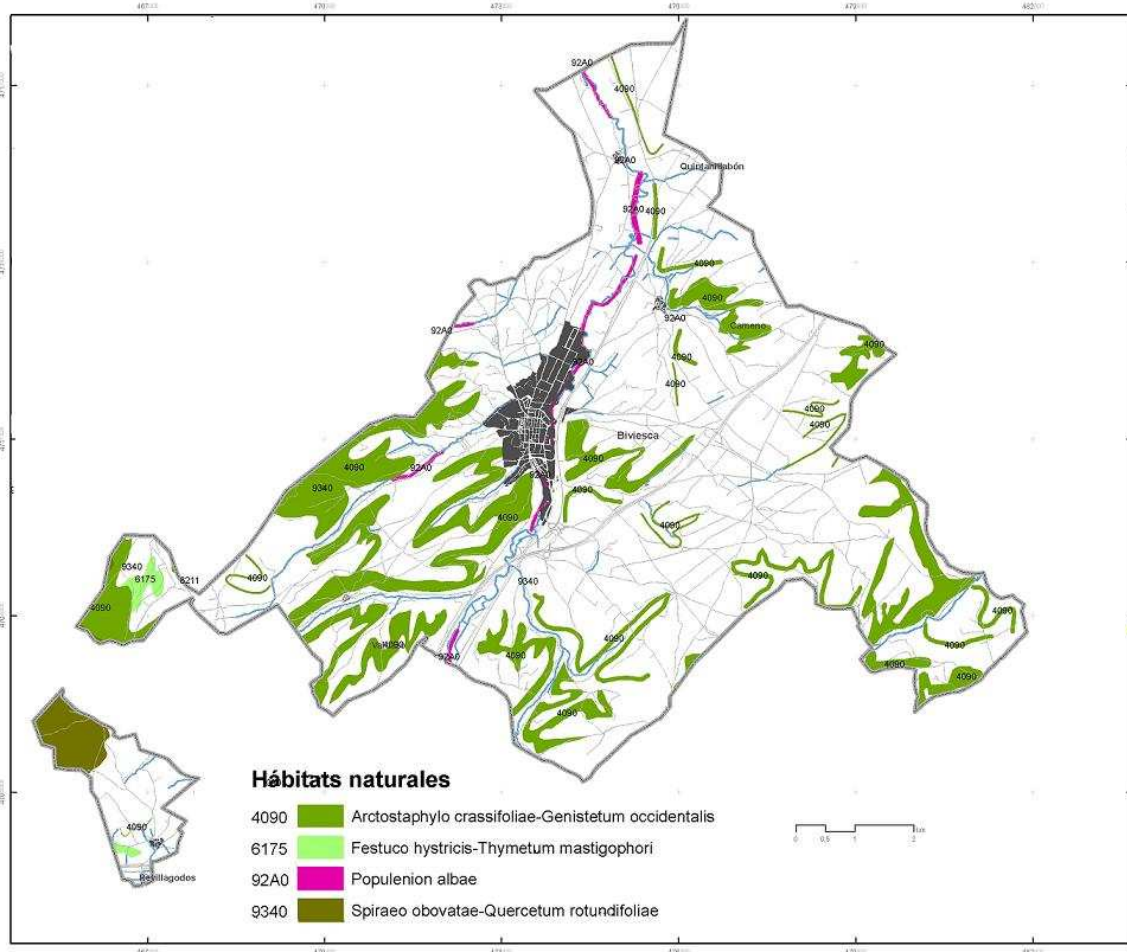 92A0
4090
92A0
Quintanillabón
92A0 4090
4090
4090
92A0
Cameno
92A0
4090
4090
92A0
4090
4090
4090
Biviesca
4090
92A0
4090
9340
92A0
4090
4090
4090
9340
6175
6211
4090
4090
9340
4090
4090
4090
4090
4090
4090
92A0
4090
4090
4090
4090
Hábitats naturales
4090 Arctostaphylo crassifoliae-Genistetum occidentalis
6175 Festuco hystricis-Thymetum mastigophori
92A0 Populenion albae
9340 Spiraeo obovatae-Quercetum rotundifoliae
0 0,5 1 2
4090
Revillagodos